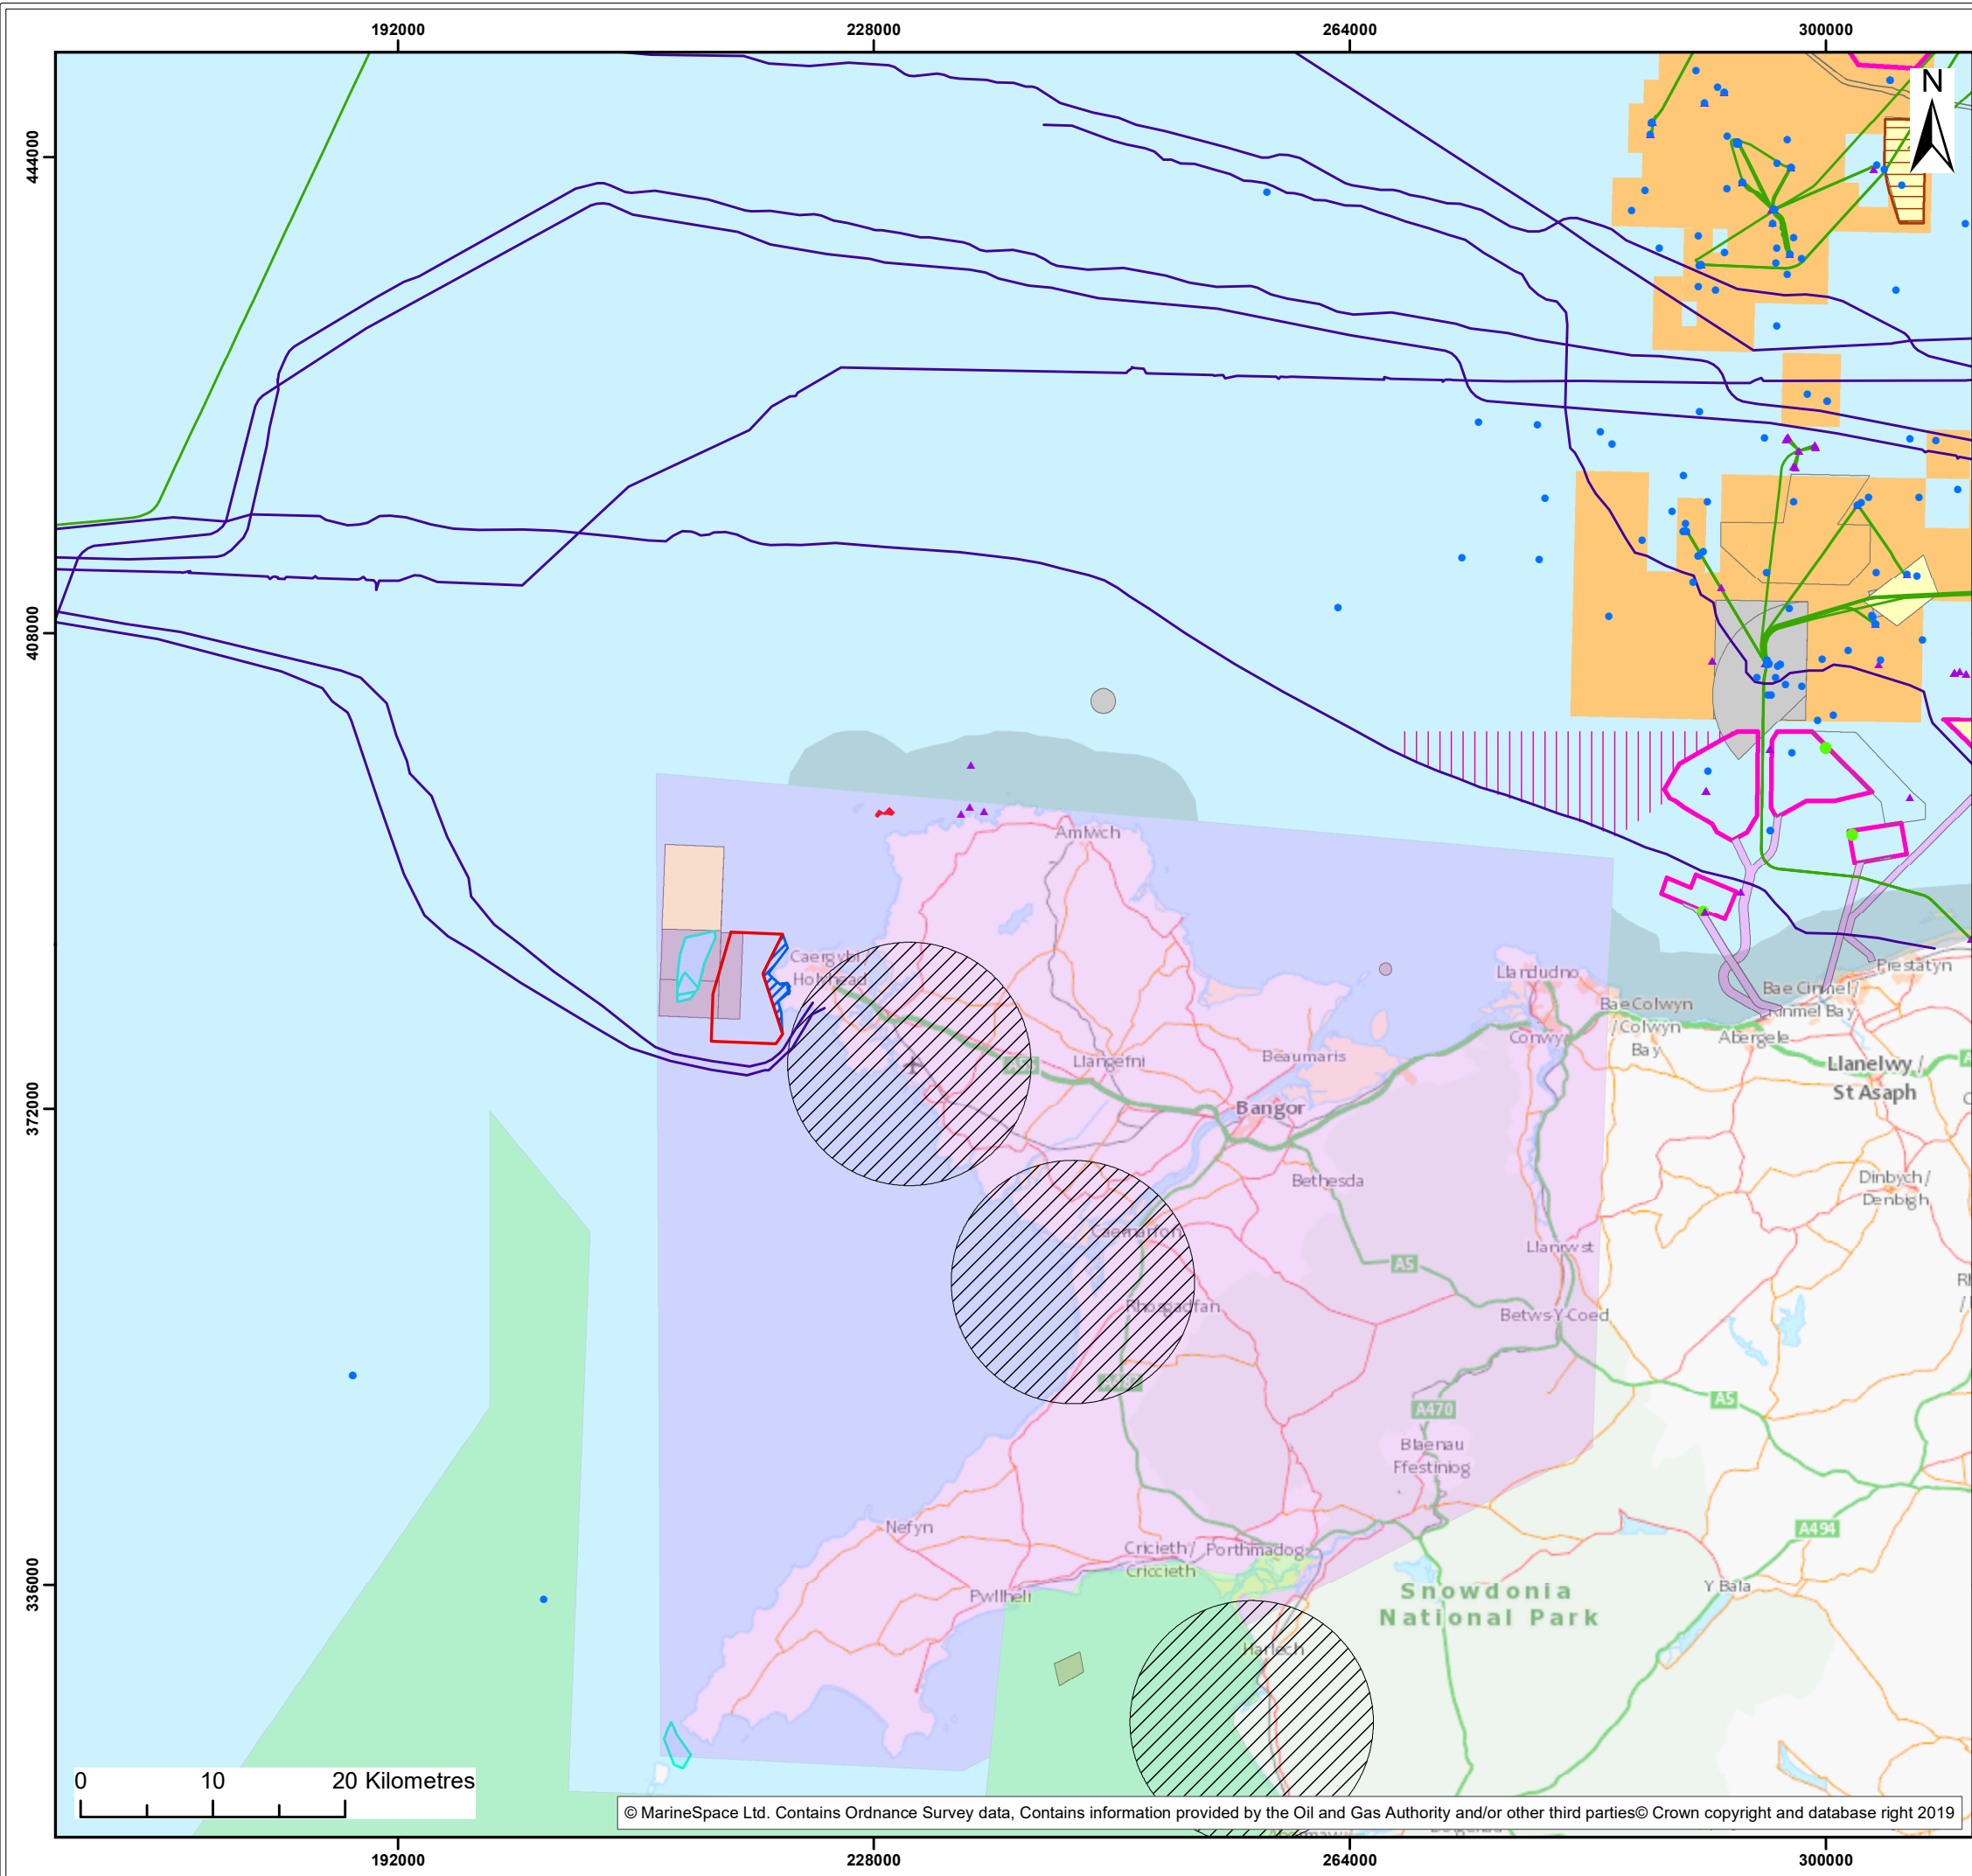 192000
228000
264000
300000
N
444000
408000
372000
336000
Amlwch
Caergybi /
Holyhead
Llangefni
Beaumaris
Bangor
Bethesda
Llandudno
Conwy
Bae Colwyn
/ Colwyn
Bay
Prestatyn
Bae Cinmel /
Kinmel Bay
Abergele
Llanelwy /
St Asaph
Dinbych /
Denbigh
Caernarfon
A5
Llanrwst
Rhosgadfan
Betws-Y-Coed
A5
A470
Blaenau
Ffestiniog
A494
Nefyn
Cricieth /
Criccieth
Porthmadog
Pwllheli
Snowdonia
National Park
Y Bala
Harlech
0 10 20 Kilometres
© MarineSpace Ltd. Contains Ordnance Survey data, Contains information provided by the Oil and Gas Authority and/or other third parties© Crown copyright and database right 2019
192000
228000
264000
300000